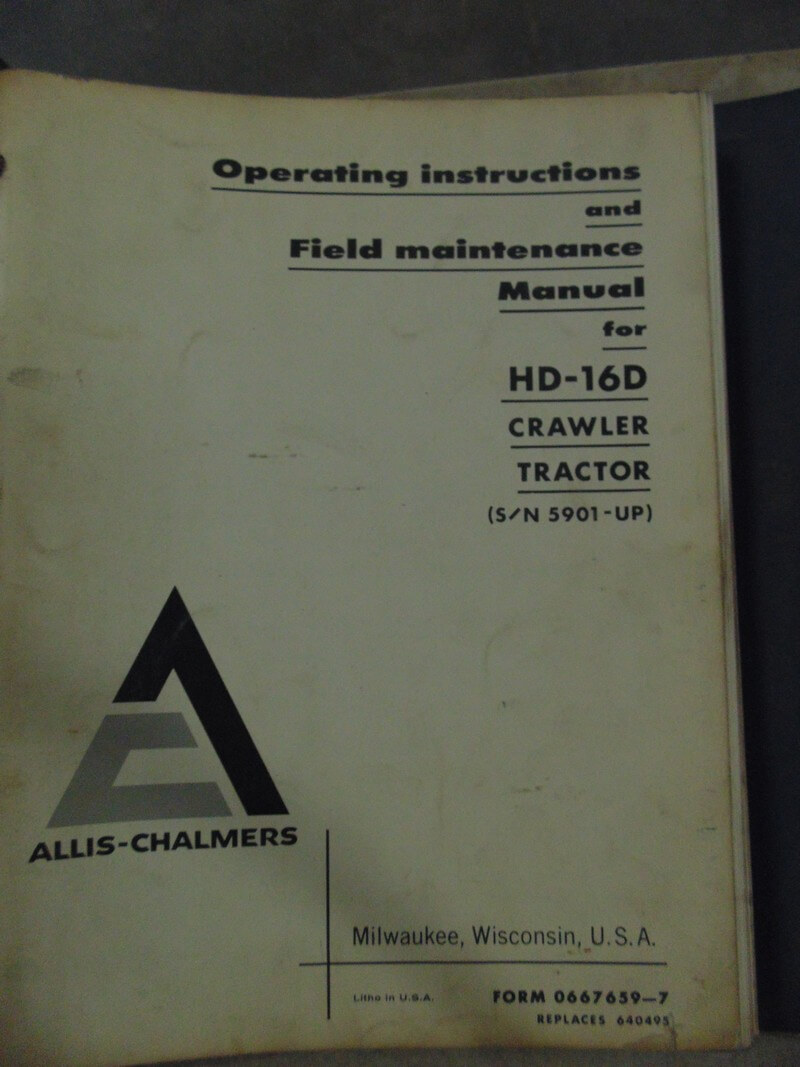 Operating instructions
and
Field maintenance
Manual
for
HD-16D
CRAWLER
TRACTOR
(S/N 5901-UP)
ALLIS-CHALMERS
Milwaukee, Wisconsin, U.S.A.
Litho in U.S.A.
FORM 0667659-7
REPLACES 640495